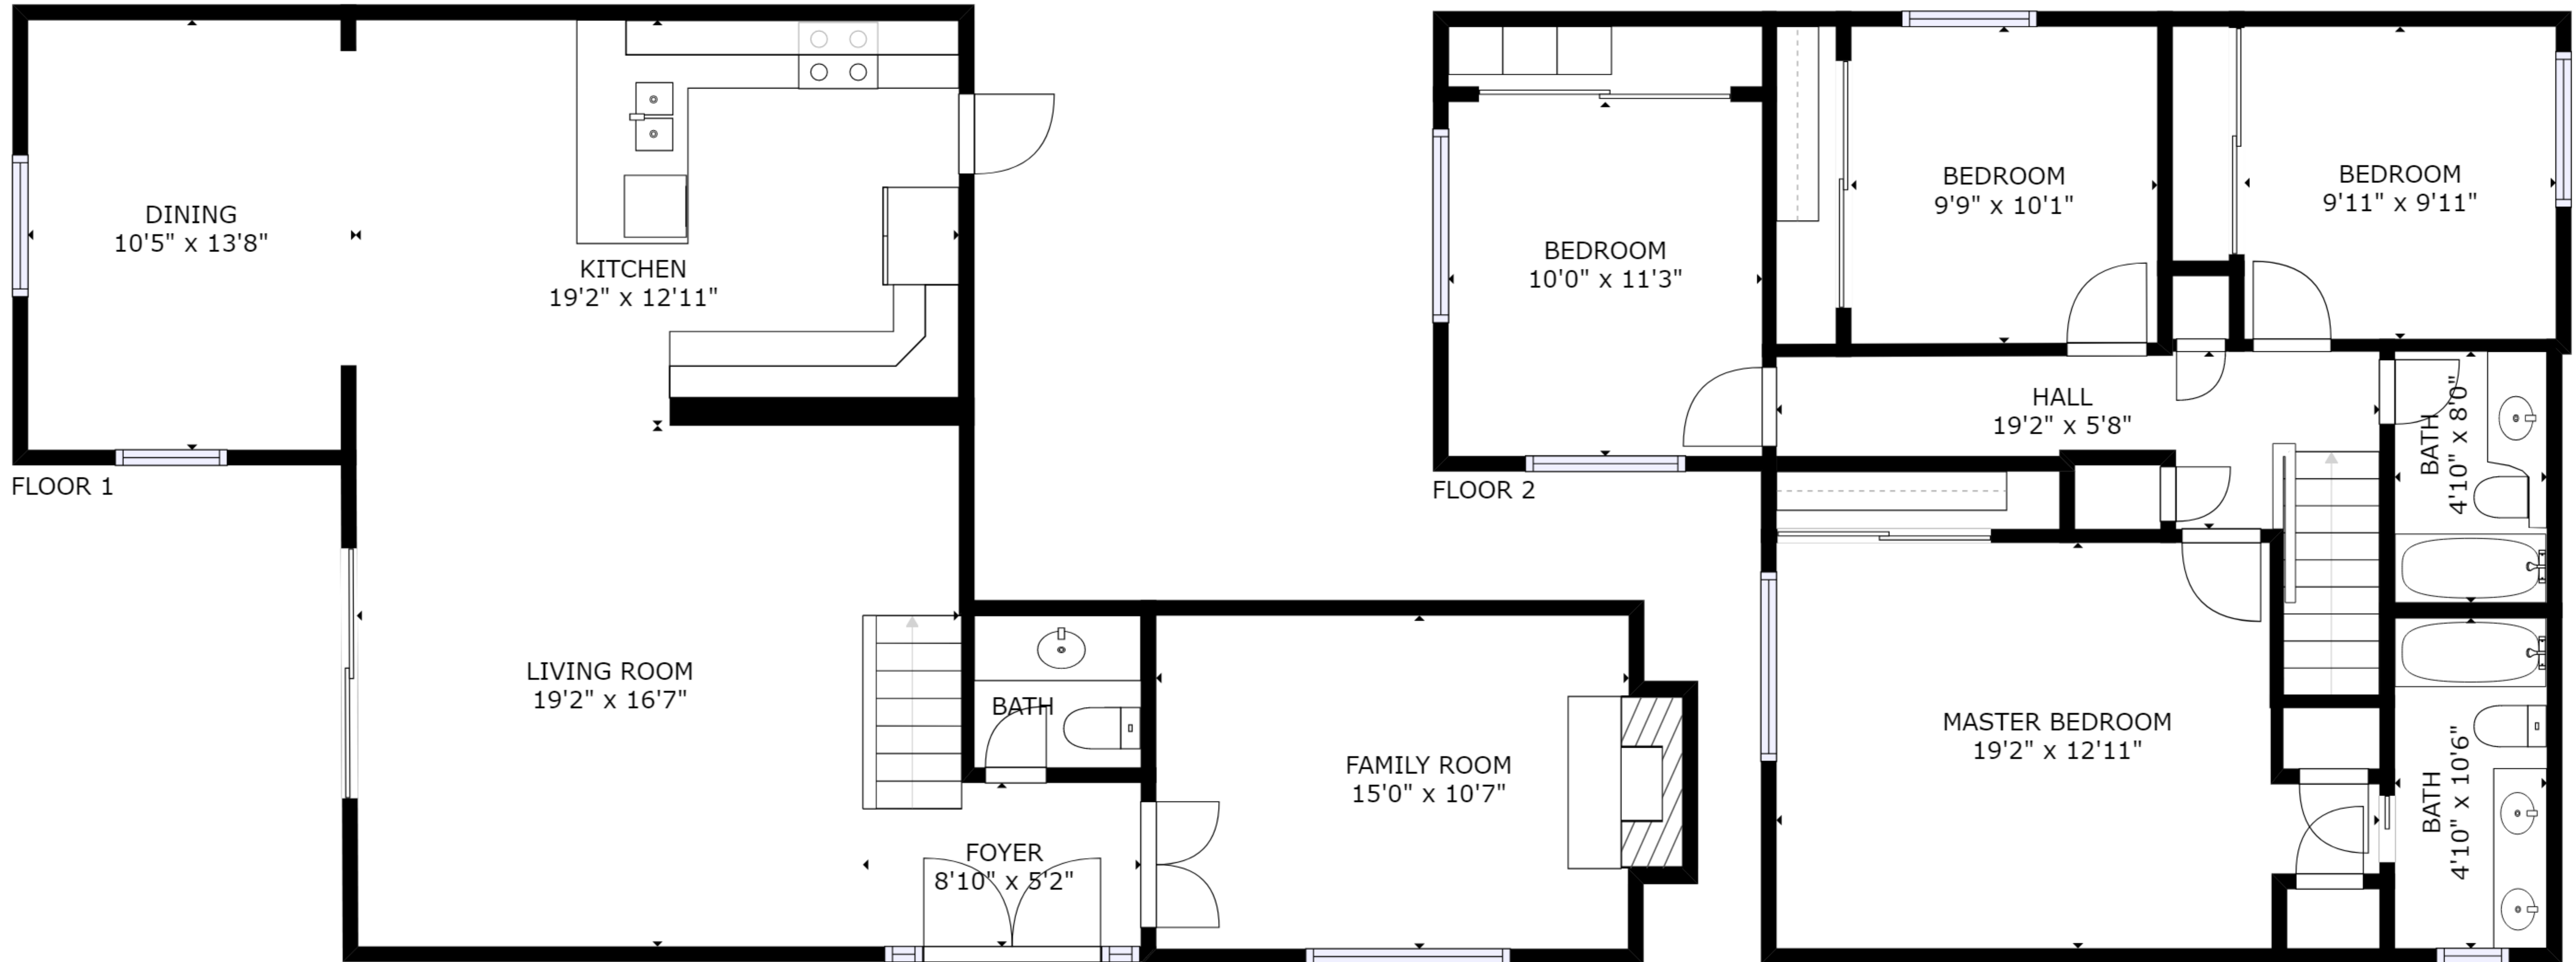 DINING
10'5" x 13'8"
KITCHEN
19'2" x 12'11"
FLOOR 1
LIVING ROOM
19'2" x 16'7"
BATH
FOYER
8'10" x 5'2"
FAMILY ROOM
15'0" x 10'7"
BEDROOM
10'0" x 11'3"
BEDROOM
9'9" x 10'1"
BEDROOM
9'11" x 9'11"
HALL
19'2" x 5'8"
BATH
4'10" x 8'0"
FLOOR 2
MASTER BEDROOM
19'2" x 12'11"
BATH
4'10" x 10'6"